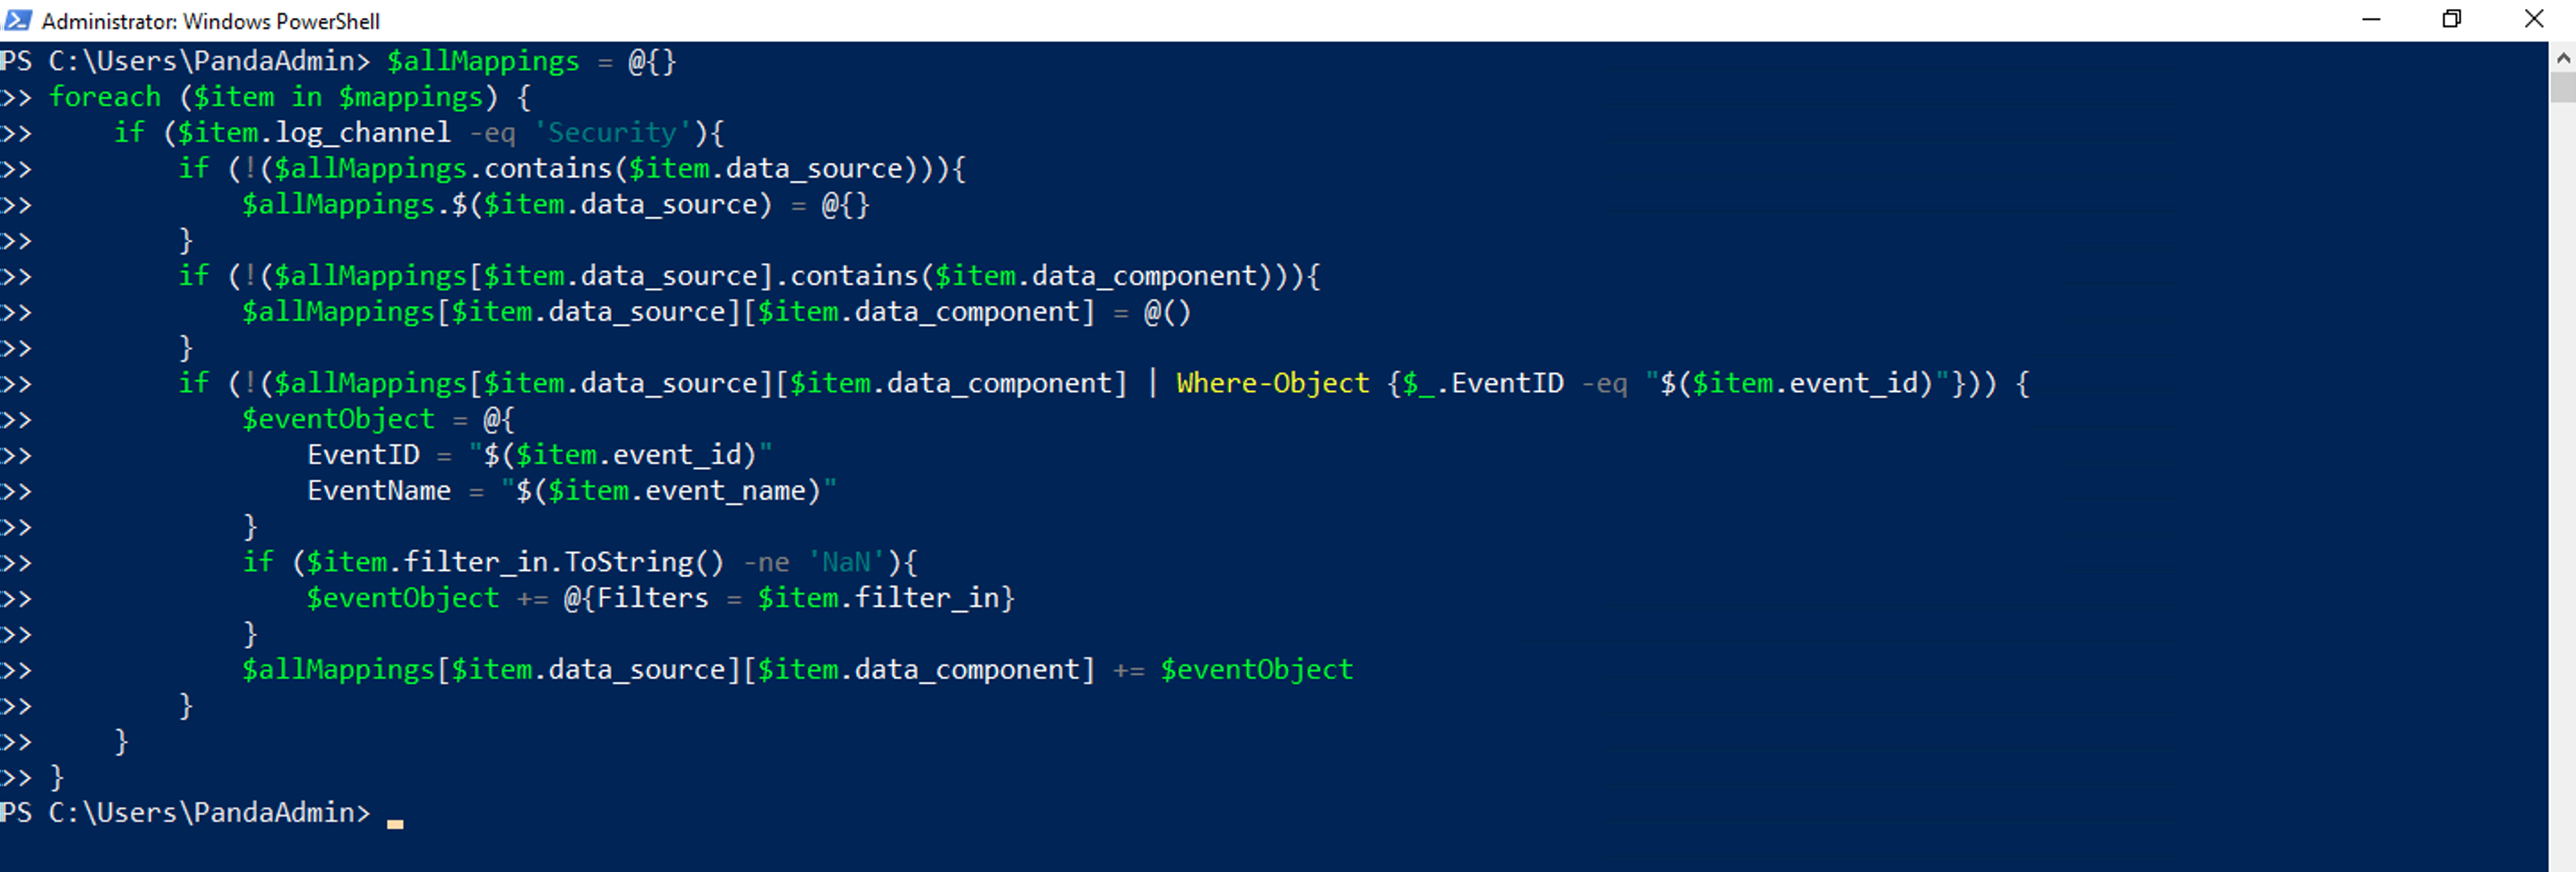 Administrator: Windows PowerShell
PS C:\Users\PandaAdmin> $allMappings = @{}
>> foreach ($item in $mappings) {
>>     if ($item.log_channel -eq 'Security'){
>>         if (!($allMappings.contains($item.data_source))){
>>             $allMappings.$($item.data_source) = @{}
>>         }
>>         if (!($allMappings[$item.data_source].contains($item.data_component))){
>>             $allMappings[$item.data_source][$item.data_component] = @()
>>         }
>>         if (!($allMappings[$item.data_source][$item.data_component] | Where-Object {$_.EventID -eq "$($item.event_id)"})) {
>>             $eventObject = @{
>>                 EventID = "$($item.event_id)"
>>                 EventName = "$($item.event_name)"
>>             }
>>             if ($item.filter_in.ToString() -ne 'NaN'){
>>                 $eventObject += @{Filters = $item.filter_in}
>>             }
>>             $allMappings[$item.data_source][$item.data_component] += $eventObject
>>         }
>>     }
>> }
PS C:\Users\PandaAdmin>